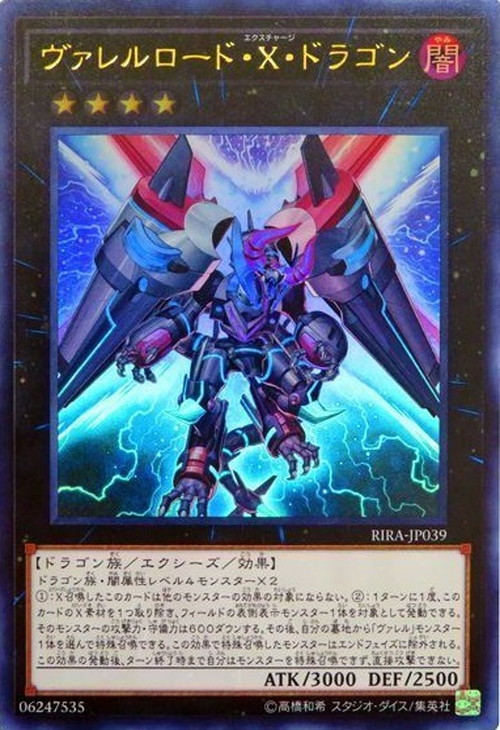 エクスチャージ
ヴァレルロード・X・ドラゴン
やみ
闇
RIRA-JP039
【ドラゴン族／エクシーズ／効果】
ドラゴン族・闇属性レベル4モンスター×2
①：X召喚したこのカードは他のモンスターの効果の対象にならない。②：1ターンに1度、この
カードのX素材を1つ取り除き、フィールドの表側表示モンスター1体を対象として発動できる。
そのモンスターの攻撃力・守備力は600ダウンする。その後、自分の墓地から「ヴァレル」モンスター
1体を選んで特殊召喚できる。この効果で特殊召喚したモンスターはエンドフェイズに除外される。
この効果の発動後、ターン終了時まで自分はモンスターを特殊召喚できず、直接攻撃できない。
ATK/3000 DEF/2500
06247535
©高橋和希 スタジオ・ダイス/集英社